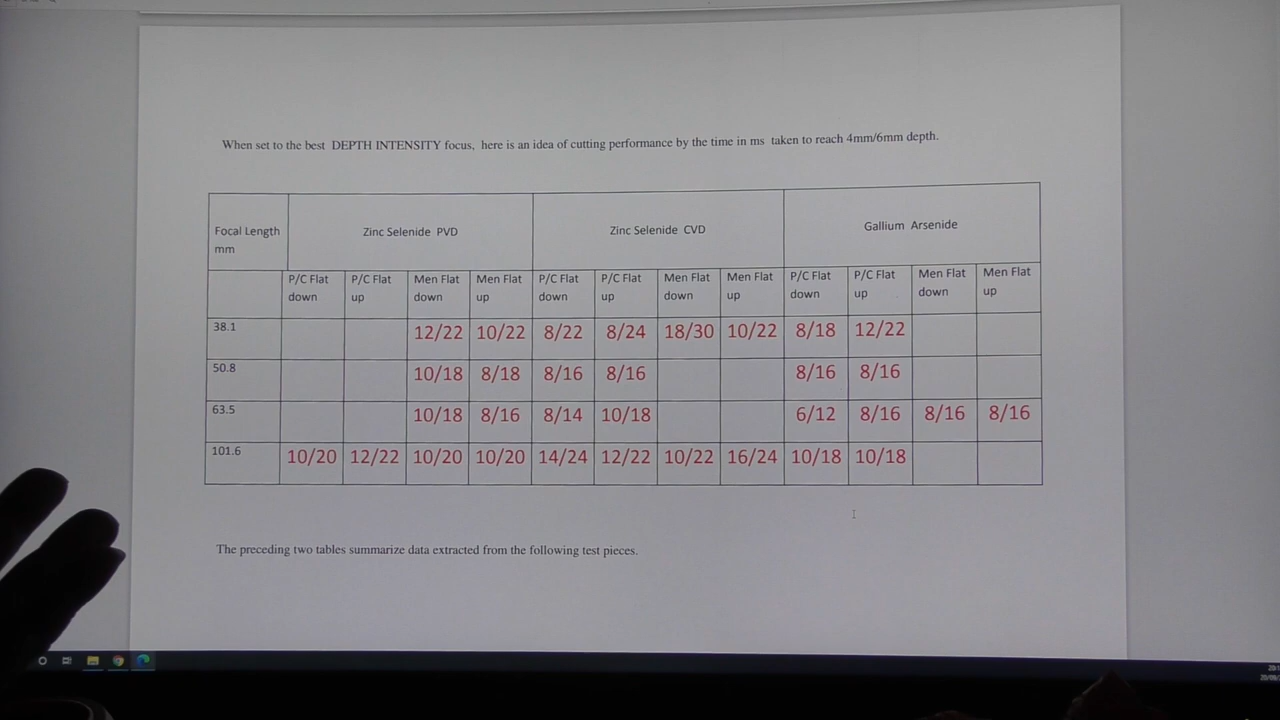 When set to the best DEPTH INTENSITY focus, here is an idea of cutting performance by the time in ms taken to reach 4mm/6mm depth.
Focal Length mm Zinc Selenide PVD Zinc Selenide CVD Gallium Arsenide
P/C Flat down P/C Flat up Men Flat down Men Flat up P/C Flat down P/C Flat up Men Flat down Men Flat up P/C Flat down P/C Flat up Men Flat down Men Flat up
38.1 12/22 10/22 8/22 8/24 18/30 10/22 8/18 12/22
50.8 10/18 8/18 8/16 8/16 8/16 8/16
63.5 10/18 8/16 8/14 10/18 6/12 8/16 8/16 8/16
101.6 10/20 12/22 10/20 10/20 14/24 12/22 10/22 16/24 10/18 10/18
The preceding two tables summarize data extracted from the following test pieces.